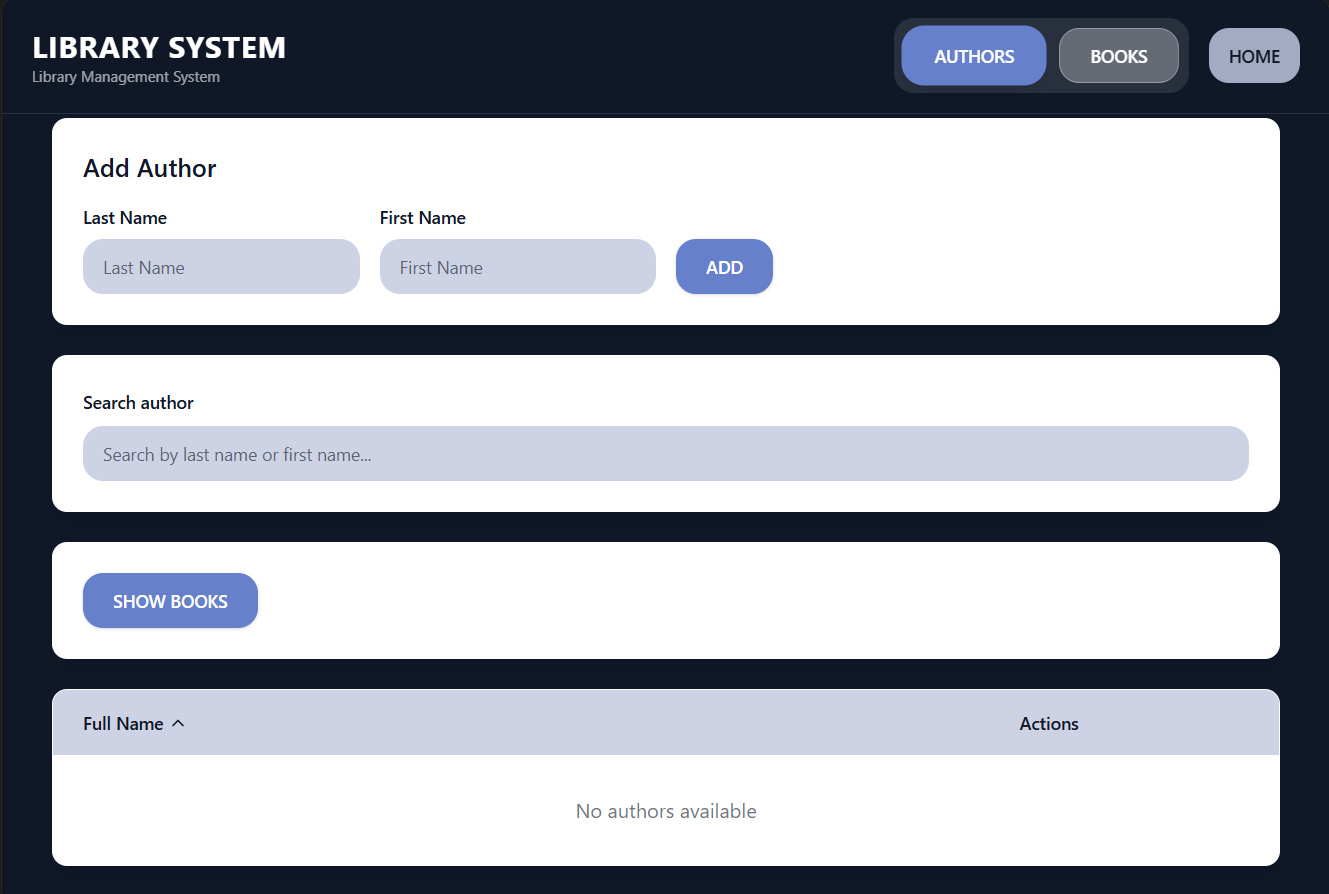 LIBRARY SYSTEM
Library Management System
AUTHORS
BOOKS
HOME
Add Author
Last Name
First Name
Last Name
First Name
ADD
Search author
Search by last name or first name...
SHOW BOOKS
Full Name
Actions
No authors available